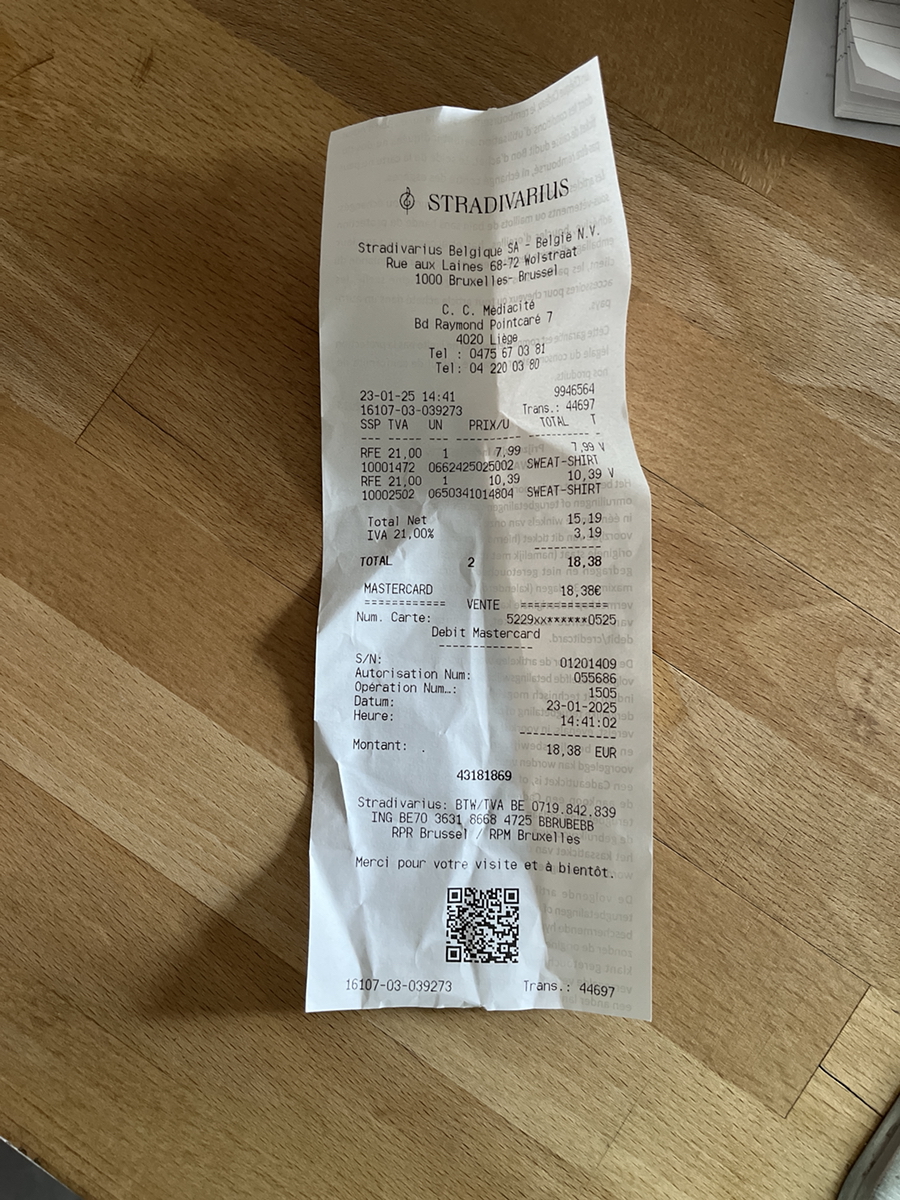 STRADIVARIUS
Stradivarius Belgique SA - België N.V.
Rue aux Laines 68-72 Wolstraat
1000 Bruxelles- Brussel
C. C. Médiacité
Bd Raymond Pointcaré 7
4020 Liège
Tel : 0475 67 03 81
Tel: 04 220 03 80
23-01-25 14:41 9946564
16107-03-039273 Trans.: 44697
SSP TVA UN PRIX/U TOTAL T
--- ---- --- -------- --------- -
RFE 21,00 1 7,99 7,99 V
10001472 0662425025002 SWEAT-SHIRT
RFE 21,00 1 10,39 10,39 V
10002502 0650341014804 SWEAT-SHIRT
Total Net 15,19
IVA 21,00% 3,19
---------
TOTAL 2 18,38
MASTERCARD 18,38€
============ VENTE =============
Num. Carte: 5229xx******0525
Debit Mastercard
--------------
S/N: 01201409
Autorisation Num: 055686
Opération Num…: 1505
Datum: 23-01-2025
Heure: 14:41:02
--------------
Montant: . 18,38 EUR
43181869
Stradivarius: BTW/TVA BE 0719.842.839
ING BE70 3631 8668 4725 BBRUBEBB
RPR Brussel / RPM Bruxelles
Merci pour votre visite et à bientôt.
16107-03-039273 Trans.: 44697